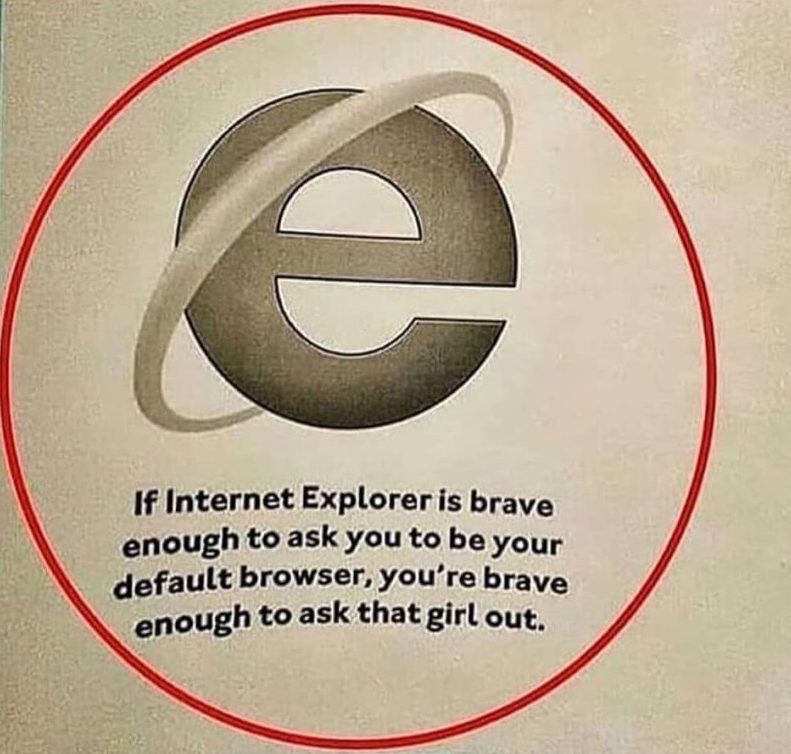 If Internet Explorer is brave
enough to ask you to be your
default browser, you're brave
enough to ask that girl out.